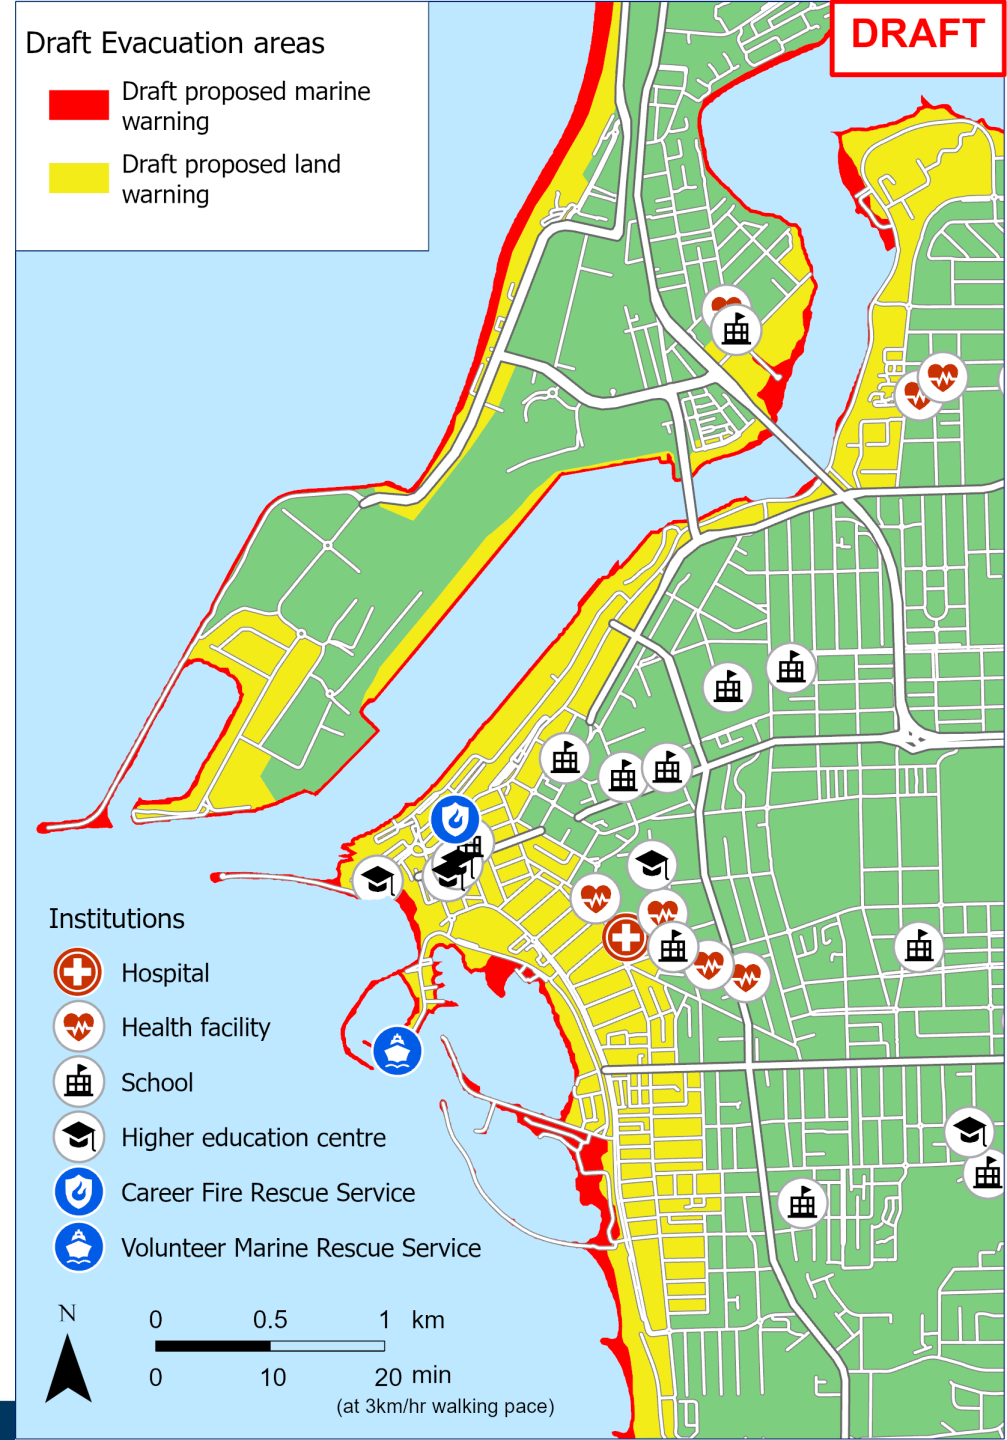 DRAFT
Draft Evacuation areas
Draft proposed marine
warning
Draft proposed land
warning
Institutions
Hospital
Health facility
School
Higher education centre
Career Fire Rescue Service
Volunteer Marine Rescue Service
N
0 0.5 1 km
0 10 20 min
(at 3km/hr walking pace)